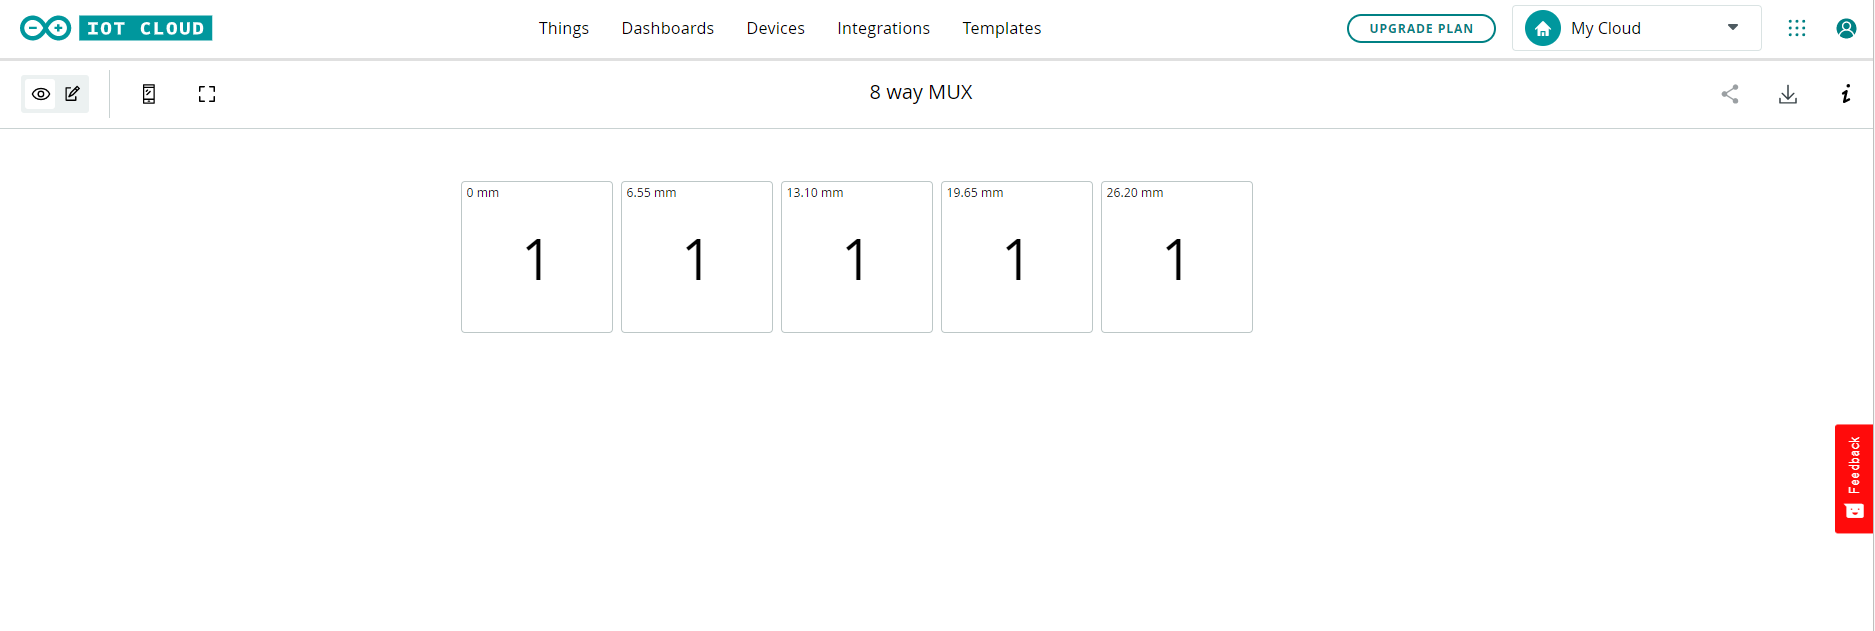 IOT CLOUD
Things Dashboards Devices Integrations Templates
UPGRADE PLAN
My Cloud
8 way MUX
i
0 mm 6.55 mm 13.10 mm 19.65 mm 26.20 mm
1 1 1 1 1
Feedback